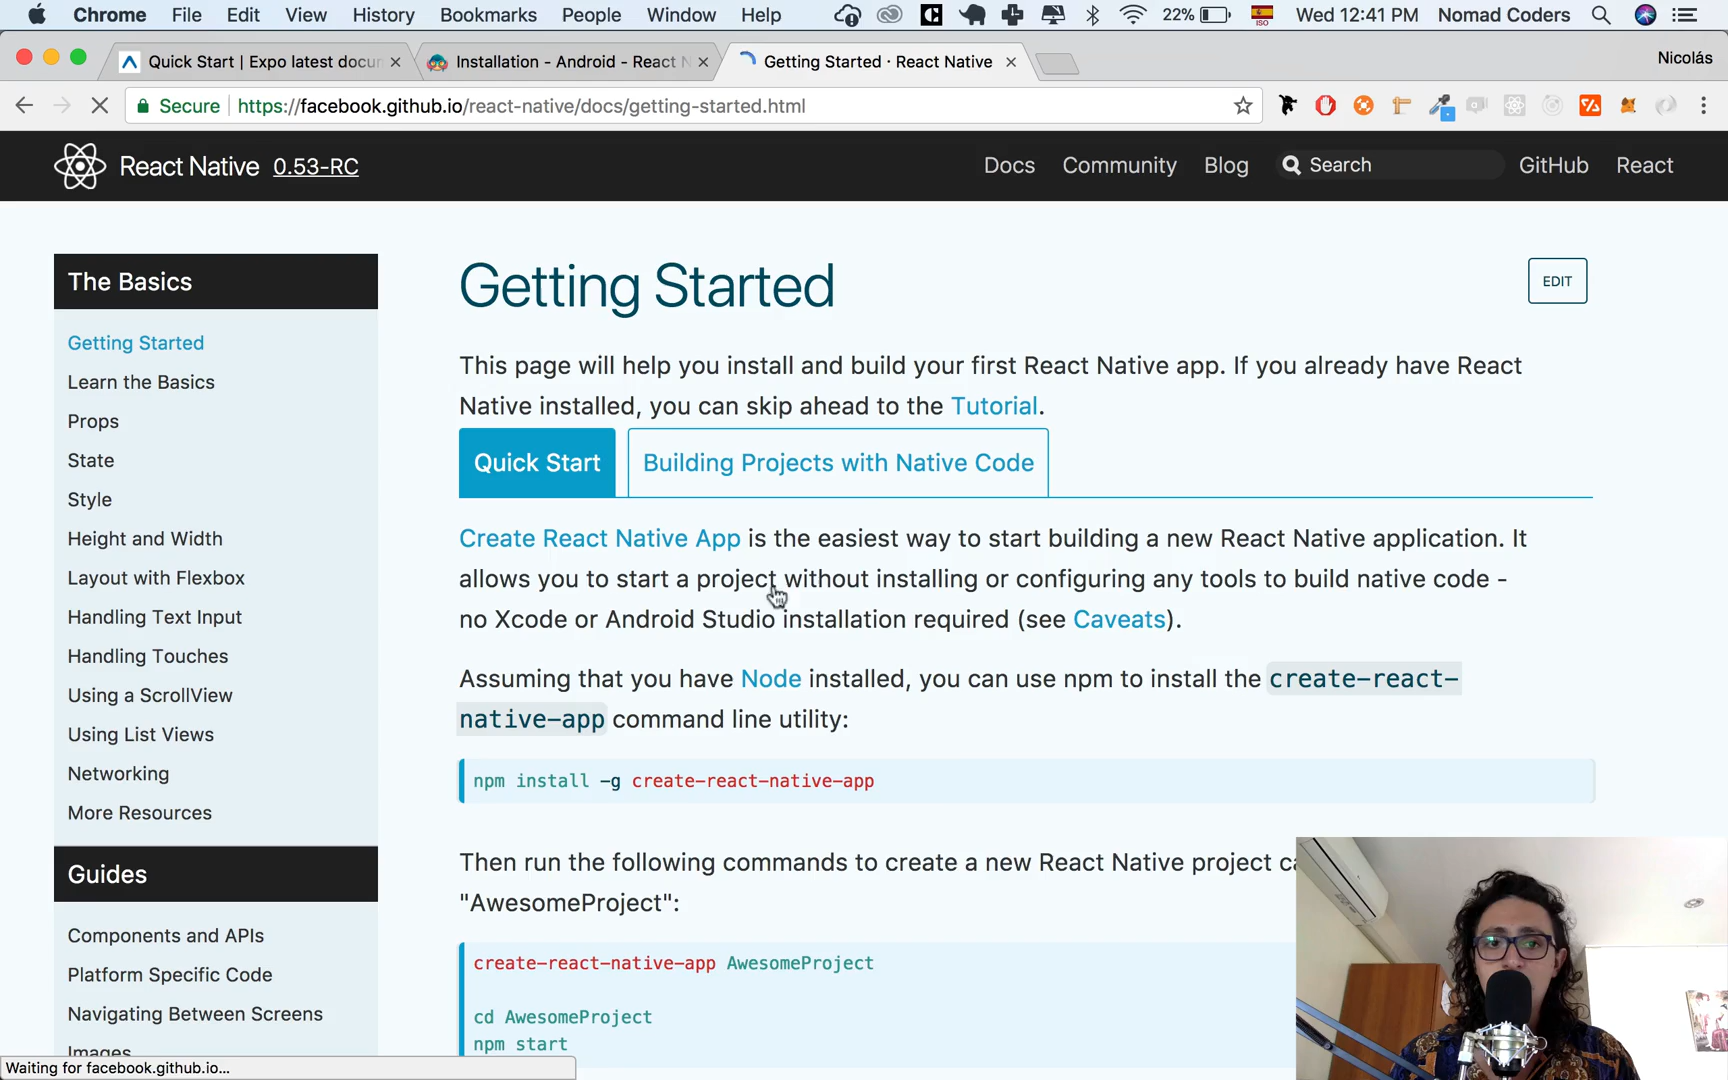 Chrome File Edit View History Bookmarks People Window Help 22% ISO Wed 12:41 PM Nomad Coders
Quick Start | Expo latest docu Installation - Android - React N Getting Started · React Native Nicolás
Secure https://facebook.github.io/react-native/docs/getting-started.html
React Native 0.53-RC Docs Community Blog Search GitHub React
The Basics
Getting Started
Learn the Basics
Props
State
Style
Height and Width
Layout with Flexbox
Handling Text Input
Handling Touches
Using a ScrollView
Using List Views
Networking
More Resources
Guides
Components and APIs
Platform Specific Code
Navigating Between Screens
Images
Getting Started
EDIT
This page will help you install and build your first React Native app. If you already have React
Native installed, you can skip ahead to the Tutorial.
Quick Start Building Projects with Native Code
Create React Native App is the easiest way to start building a new React Native application. It
allows you to start a project without installing or configuring any tools to build native code -
no Xcode or Android Studio installation required (see Caveats).
Assuming that you have Node installed, you can use npm to install the create-react-
native-app command line utility:
npm install -g create-react-native-app
Then run the following commands to create a new React Native project ca
"AwesomeProject":
create-react-native-app AwesomeProject
cd AwesomeProject
npm start
Waiting for facebook.github.io...